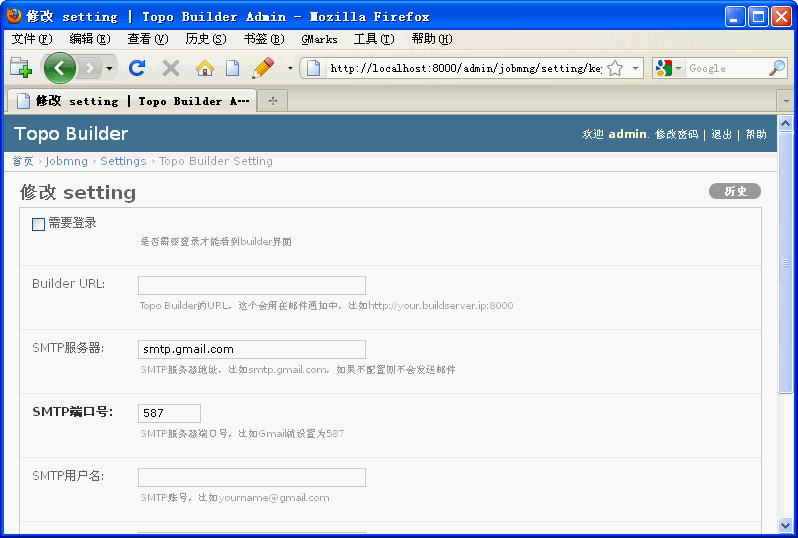 修改 setting | Topo Builder Admin - Mozilla Firefox
文件(F) 编辑(E) 查看(V) 历史(S) 书签(B) GMarks 工具(T) 帮助(H)
http://localhost:8000/admin/jobmng/setting/ke Google
修改 setting | Topo Builder A...
Topo Builder 欢迎 admin. 修改密码 | 退出 | 帮助
首页 › Jobmng › Settings › Topo Builder Setting
修改 setting 历史
需要登录
是否需要登录才能看到builder界面
Builder URL:
Topo Builder的URL，这个会用在邮件通知中，比如http://your.buildserver.ip:8000
SMTP服务器: smtp.gmail.com
SMTP服务器地址，比如smtp.gmail.com，如果不配置则不会发送邮件
SMTP端口号: 587
SMTP服务器端口号，比如Gmail就设置为587
SMTP用户名:
SMTP账号，比如yourname@gmail.com